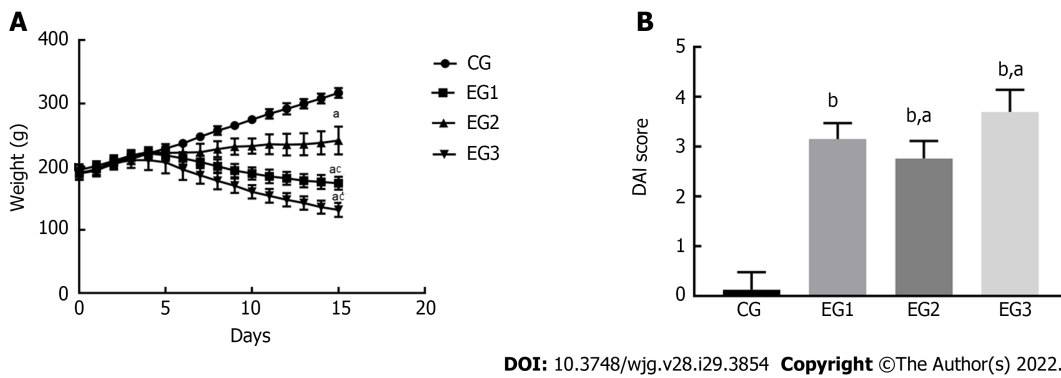 A
400
300
200
100
0
Weight (g)
0 5 10 15 20
Days
CG
EG1
EG2
EG3
a
ac
ac
B
5
4
3
2
1
0
DAI score
b
b,a
b,a
CG EG1 EG2 EG3
DOI: 10.3748/wjg.v28.i29.3854 Copyright ©The Author(s) 2022.